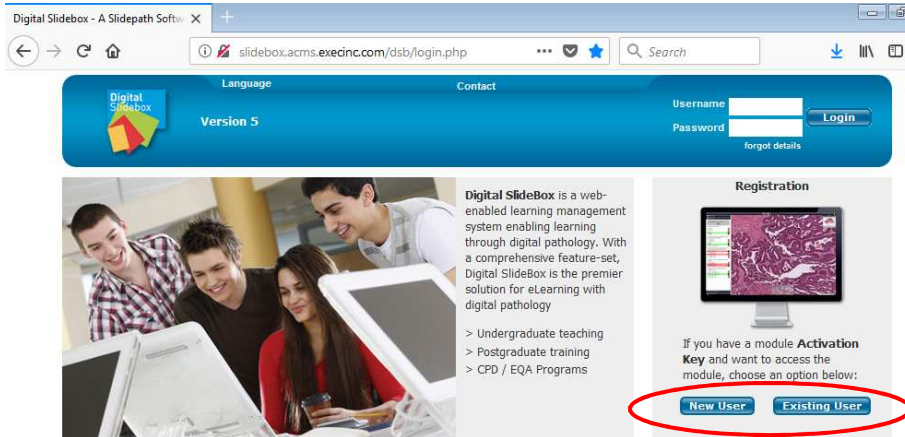 Digital Slidebox - A Slidepath Softw
slidebox.acms.execinc.com/dsb/login.php
Search
Language
Contact
Digital
Slidebox
Version 5
Username
Password
Login
forgot details
Digital SlideBox is a web-
enabled learning management
system enabling learning
through digital pathology. With
a comprehensive feature-set,
Digital SlideBox is the premier
solution for eLearning with
digital pathology
> Undergraduate teaching
> Postgraduate training
> CPD / EQA Programs
Registration
If you have a module Activation
Key and want to access the
module, choose an option below:
New User
Existing User